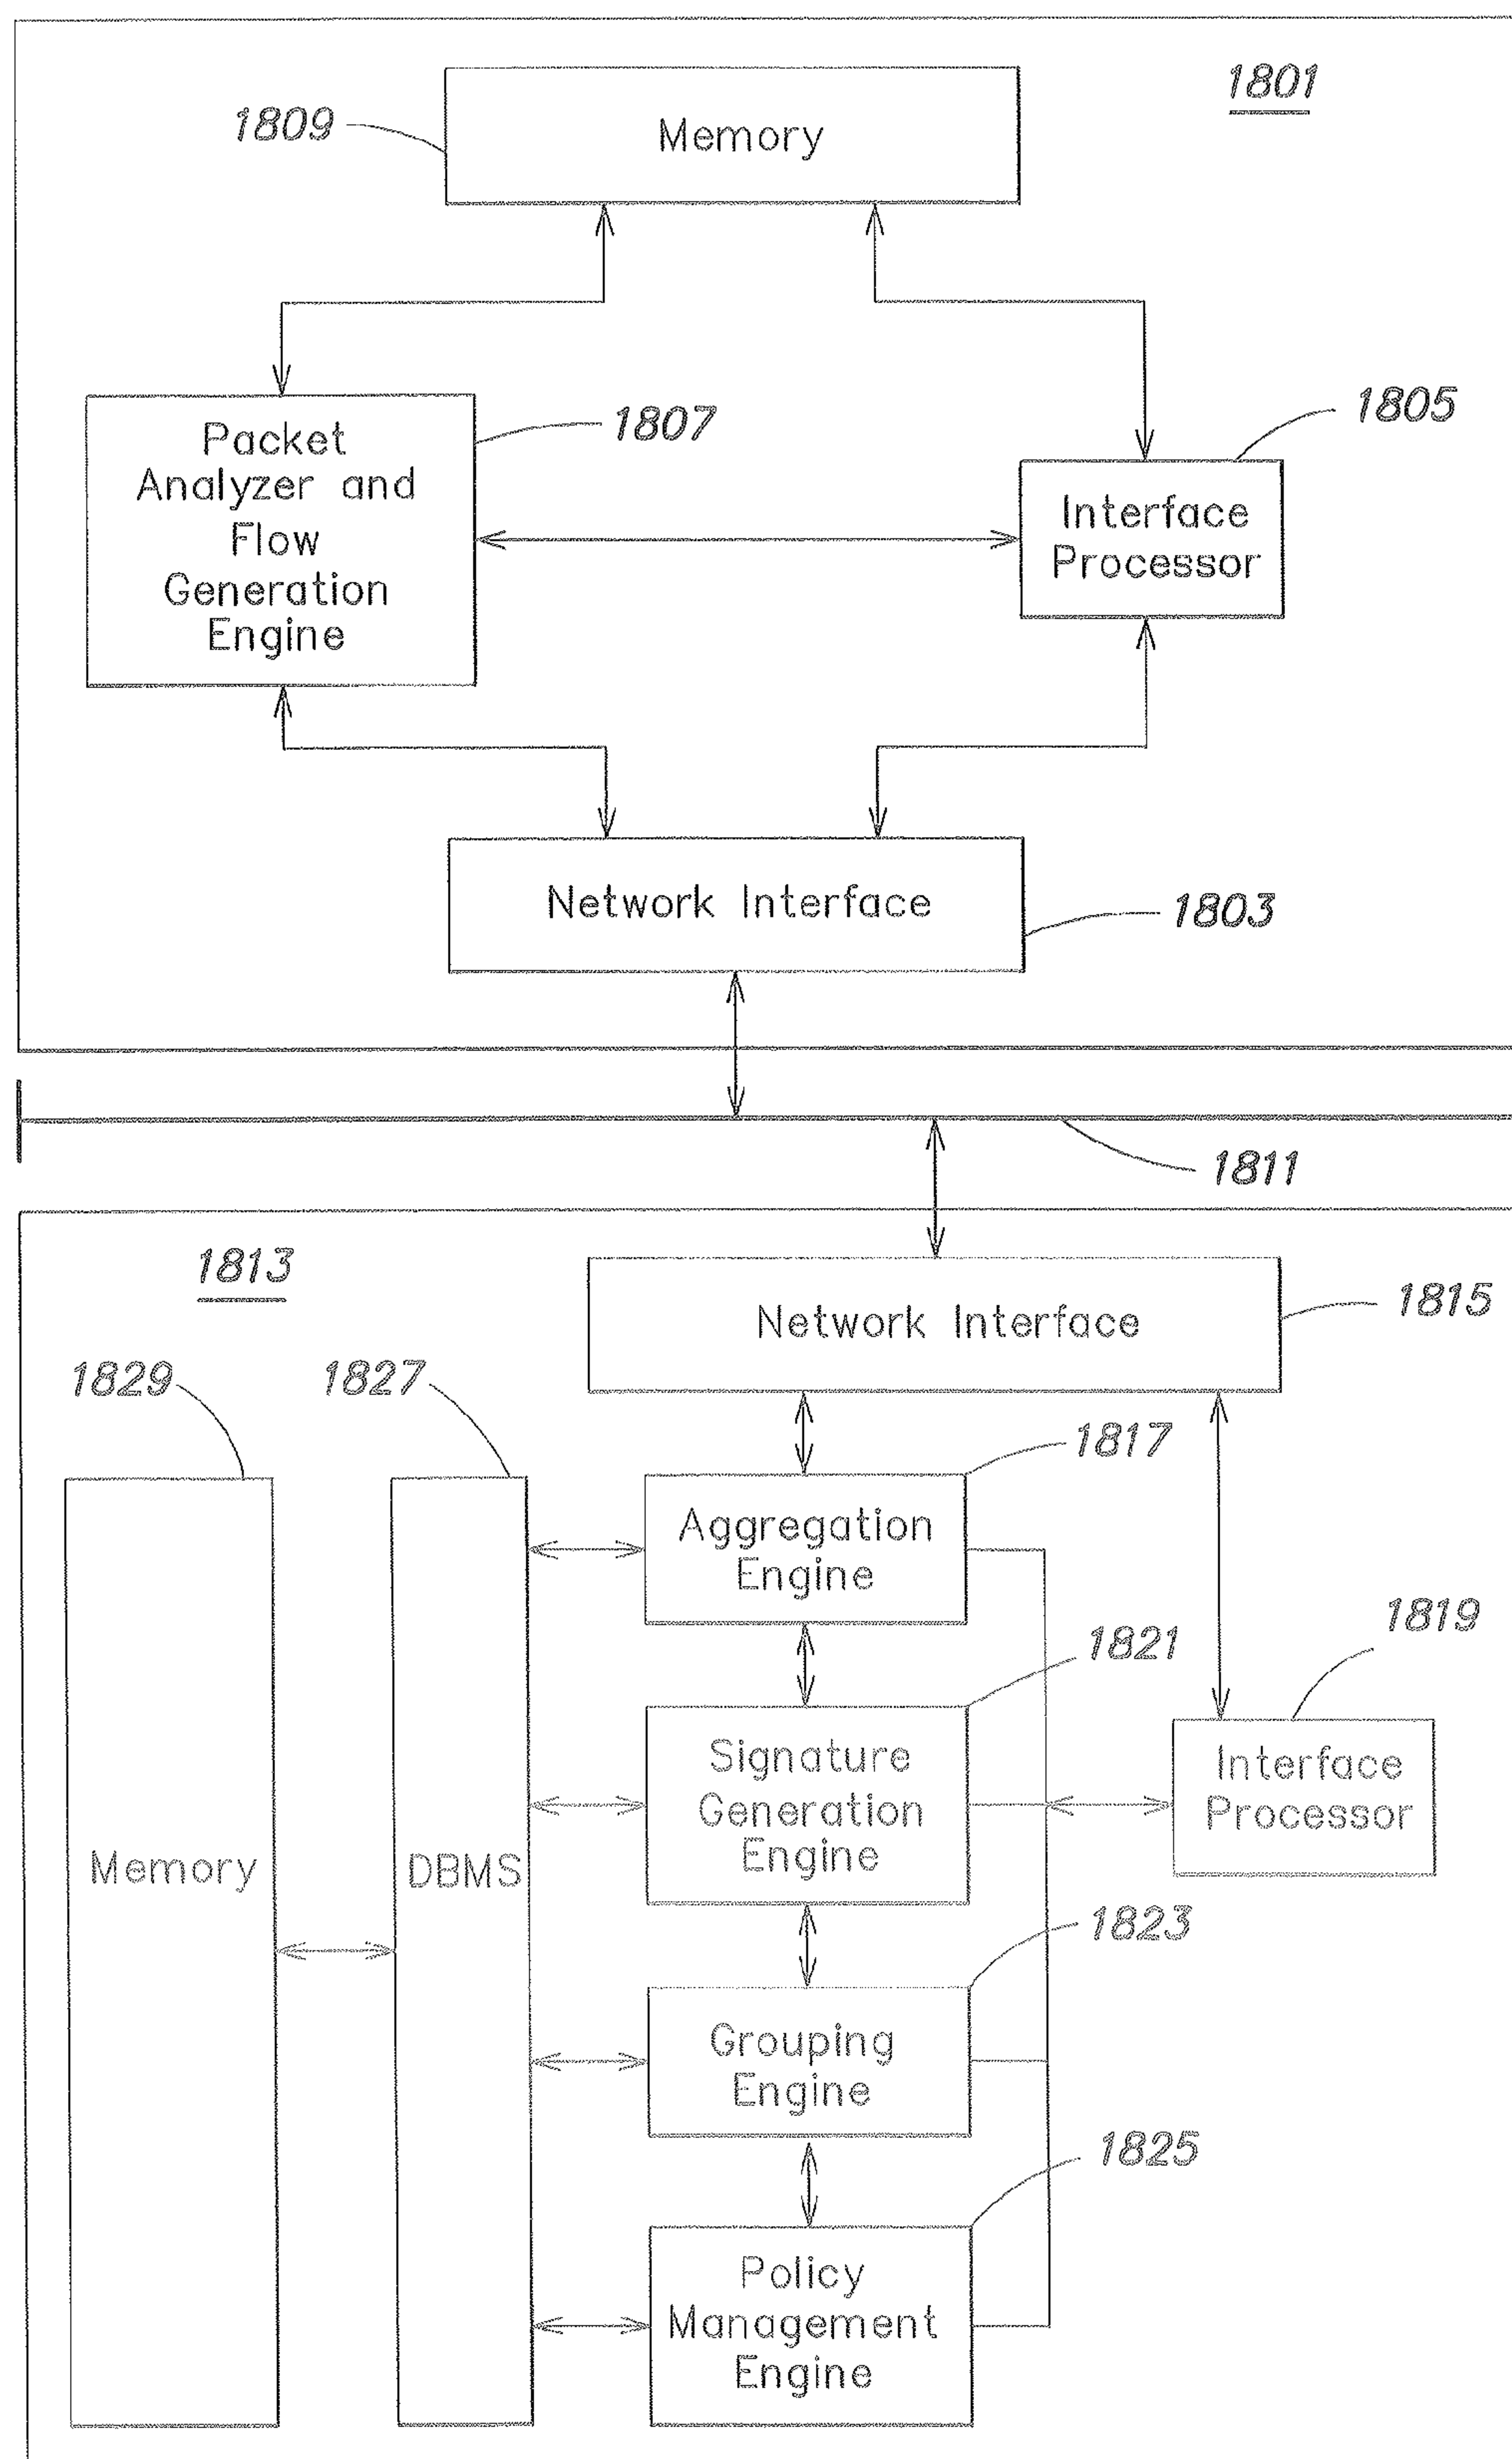 1801
1809
Memory
1807
1805
Packet
Analyzer and
Flow
Generation
Engine
Interface
Processor
Network Interface
1803
1811
1813
Network Interface
1815
1829
1827
1817
Aggregation
Engine
1819
1821
Signature
Generation
Engine
Interface
Processor
Memory
DBMS
1823
Grouping
Engine
1825
Policy
Management
Engine